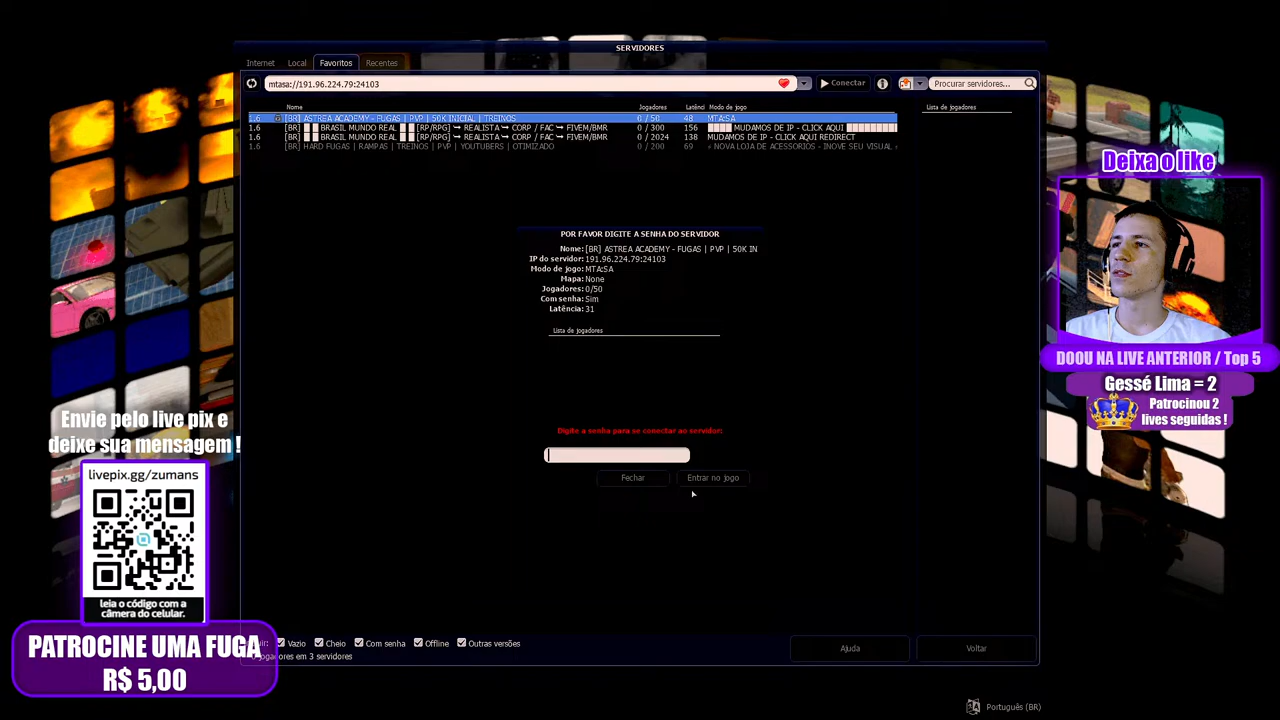 SERVIDORES
Internet Local Favoritos Recentes
mtasa://191.96.224.79:24103
Conectar
Procurar servidores...
Nome Jogadores Latênci Modo de jogo
Lista de jogadores
1.6 [BR] ASTREA ACADEMY - FUGAS | PVP | 50K INICIAL | TREINOS 0 / 50 48 MTA:SA
1.6 [BR] BRASIL MUNDO REAL [RP/RPG] ↪ REALISTA ↪ CORP / FAC ↪ FIVEM/BMR 0 / 300 156 MUDAMOS DE IP - CLICK AQUI
1.6 [BR] BRASIL MUNDO REAL [RP/RPG] ↪ REALISTA ↪ CORP / FAC ↪ FIVEM/BMR 0 / 2024 138 MUDAMOS DE IP - CLICK AQUI REDIRECT
1.6 [BR] HARD FUGAS | RAMPAS | TREINOS | PVP | YOUTUBERS | OTIMIZADO 0 / 200 69 NOVA LOJA DE ACESSORIOS - INOVE SEU VISUAL
POR FAVOR DIGITE A SENHA DO SERVIDOR
Nome: [BR] ASTREA ACADEMY - FUGAS | PVP | 50K IN
IP do servidor: 191.96.224.79:24103
Modo de jogo: MTA:SA
Mapa: None
Jogadores: 0/50
Com senha: Sim
Latência: 31
Lista de jogadores
Digite a senha para se conectar ao servidor:
Fechar Entrar no jogo
Vazio Cheio Com senha Offline Outras versões
jogadores em 3 servidores
Ajuda Voltar
Português (BR)
Envie pelo live pix e
deixe sua mensagem !
livepix.gg/zumans
leia o código com a
câmera do celular.
PATROCINE UMA FUGA
R$ 5,00
Deixa o like
DOOU NA LIVE ANTERIOR / Top 5
Gessé Lima = 2
Patrocinou 2
lives seguidas !